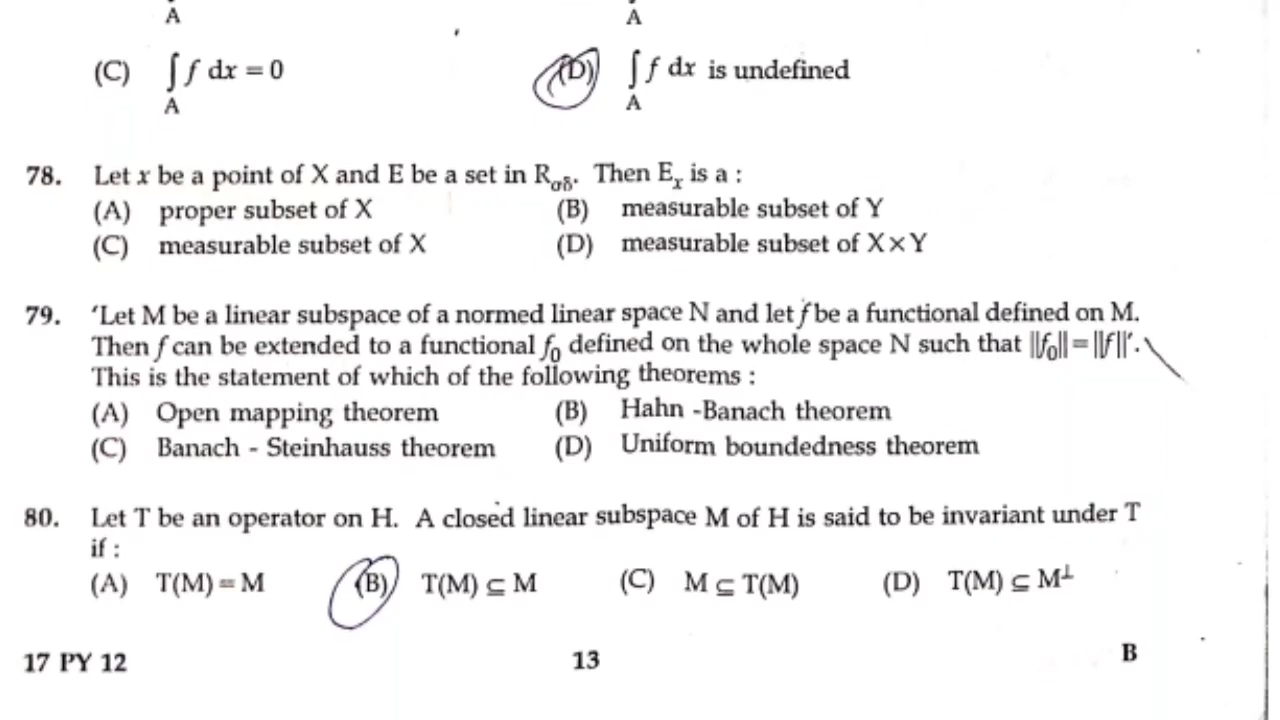 A A
(C) ∫ f dx = 0 (D) ∫ f dx is undefined
A A
78. Let x be a point of X and E be a set in R_σδ. Then E_x is a :
(A) proper subset of X (B) measurable subset of Y
(C) measurable subset of X (D) measurable subset of X×Y
79. 'Let M be a linear subspace of a normed linear space N and let f be a functional defined on M.
Then f can be extended to a functional f₀ defined on the whole space N such that ||f₀|| = ||f||'.
This is the statement of which of the following theorems :
(A) Open mapping theorem (B) Hahn -Banach theorem
(C) Banach - Steinhauss theorem (D) Uniform boundedness theorem
80. Let T be an operator on H. A closed linear subspace M of H is said to be invariant under T
if :
(A) T(M) = M (B) T(M) ⊆ M (C) M ⊆ T(M) (D) T(M) ⊆ M⊥
17 PY 12 13 B